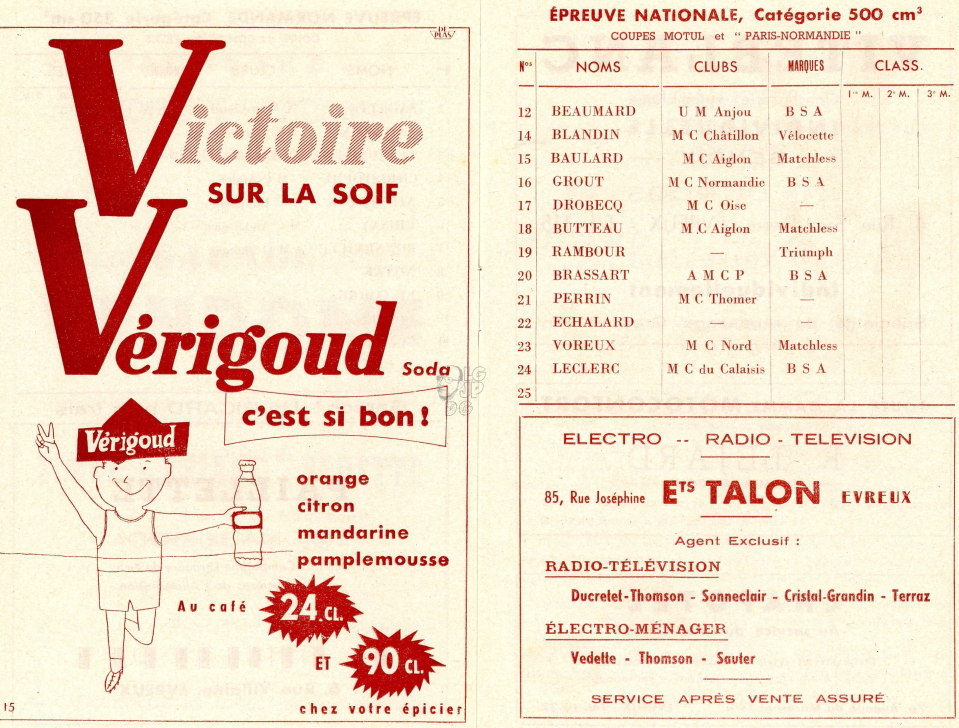 Victoire
SUR LA SOIF
Vérigoud
Soda
c'est si bon!
Vérigoud
orange
citron
mandarine
pamplemousse
Au café 24 CL.
ET 90 CL.
chez votre épicier
15
ÉPREUVE NATIONALE, Catégorie 500 cm³
COUPES MOTUL et " PARIS-NORMANDIE "
Nos NOMS CLUBS MARQUES CLASS.
1re M. 2e M. 3e M.
12 BEAUMARD U M Anjou B S A
14 BLANDIN M C Châtillon Vélocette
15 BAULARD M C Aiglon Matchless
16 GROUT M C Normandie B S A
17 DROBECQ M C Oise —
18 BUTTEAU M C Aiglon Matchless
19 RAMBOUR — Triumph
20 BRASSART A M C P B S A
21 PERRIN M C Thomer —
22 ECHALARD — —
23 VOREUX M C Nord Matchless
24 LECLERC M C du Calaisis B S A
25
ELECTRO -- RADIO - TELEVISION
85, Rue Joséphine Ets TALON EVREUX
Agent Exclusif :
RADIO-TÉLÉVISION
Ducretet-Thomson - Sonneclair - Cristal-Grandin - Terraz
ÉLECTRO-MÉNAGER
Vedette - Thomson - Sauter
SERVICE APRÉS VENTE ASSURÉ